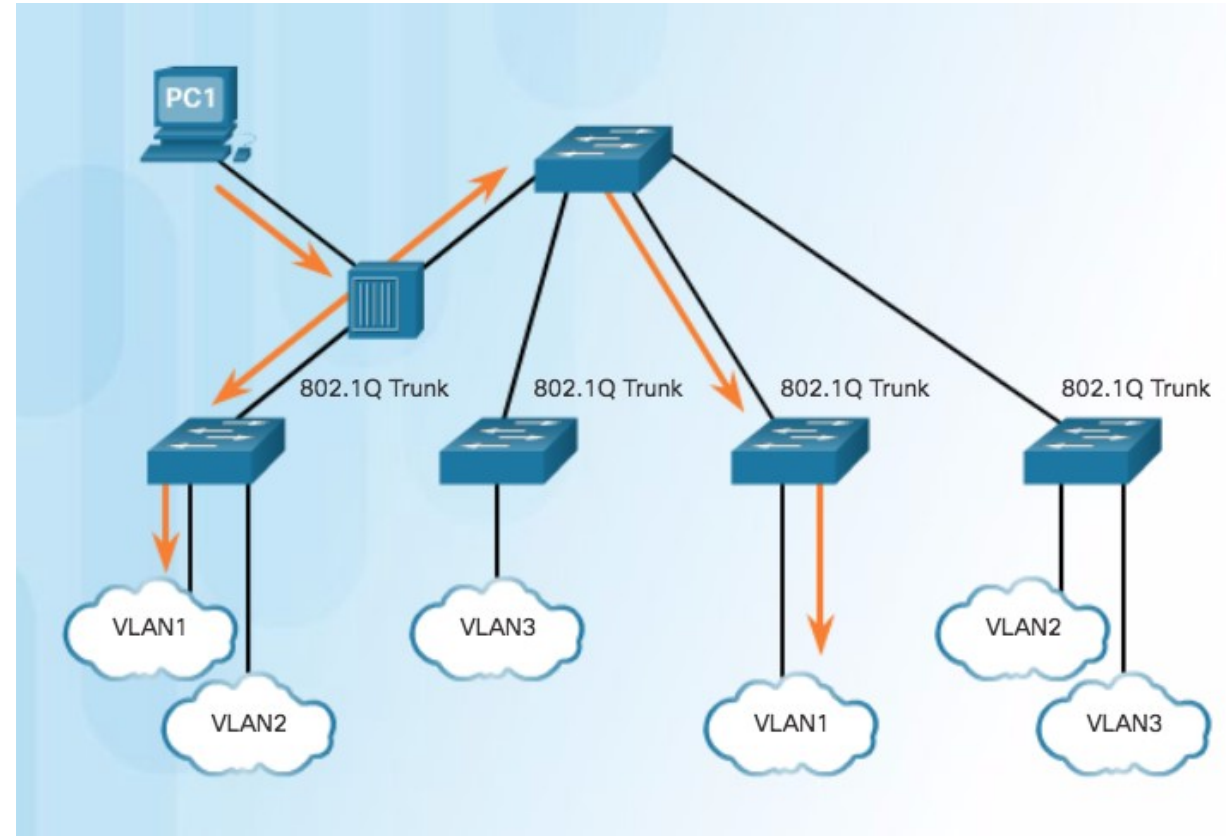 PC1
802.1Q Trunk
802.1Q Trunk
802.1Q Trunk
802.1Q Trunk
VLAN1
VLAN3
VLAN2
VLAN2
VLAN1
VLAN3